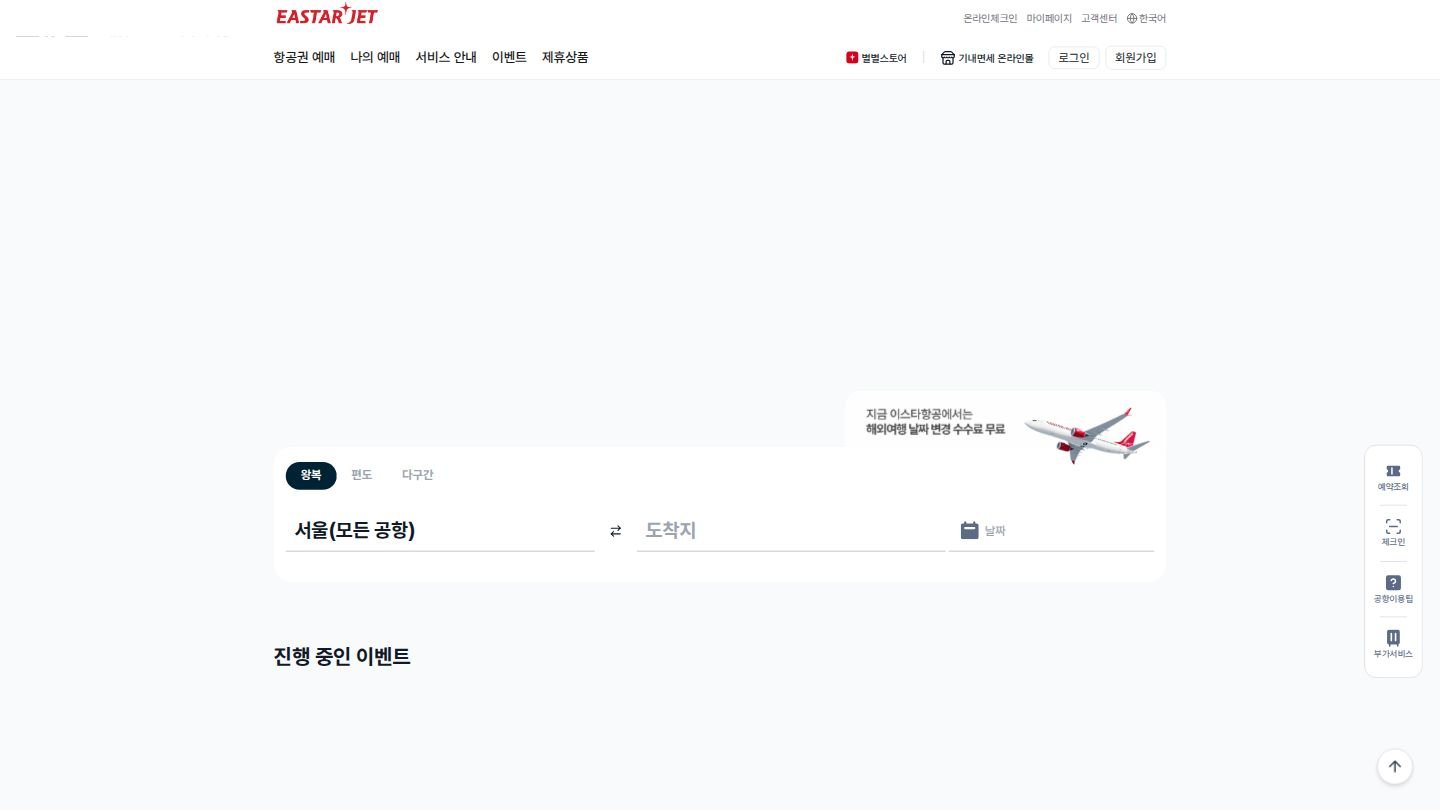 EASTAR JET
온라인체크인 마이페이지 고객센터 한국어
항공권 예매 나의 예매 서비스 안내 이벤트 제휴상품
별별스토어 기내면세 온라인몰 로그인 회원가입
지금 이스타항공에서는
해외여행 날짜 변경 수수료 무료
왕복 편도 다구간
서울(모든 공항) 도착지 날짜
예약조회
체크인
공항이용팁
부가서비스
진행 중인 이벤트